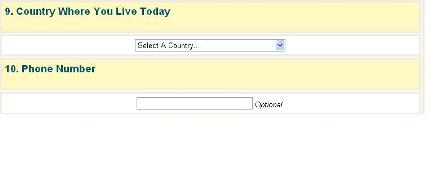 9. Country Where You Live Today
Select A Country...
10. Phone Number
Optional